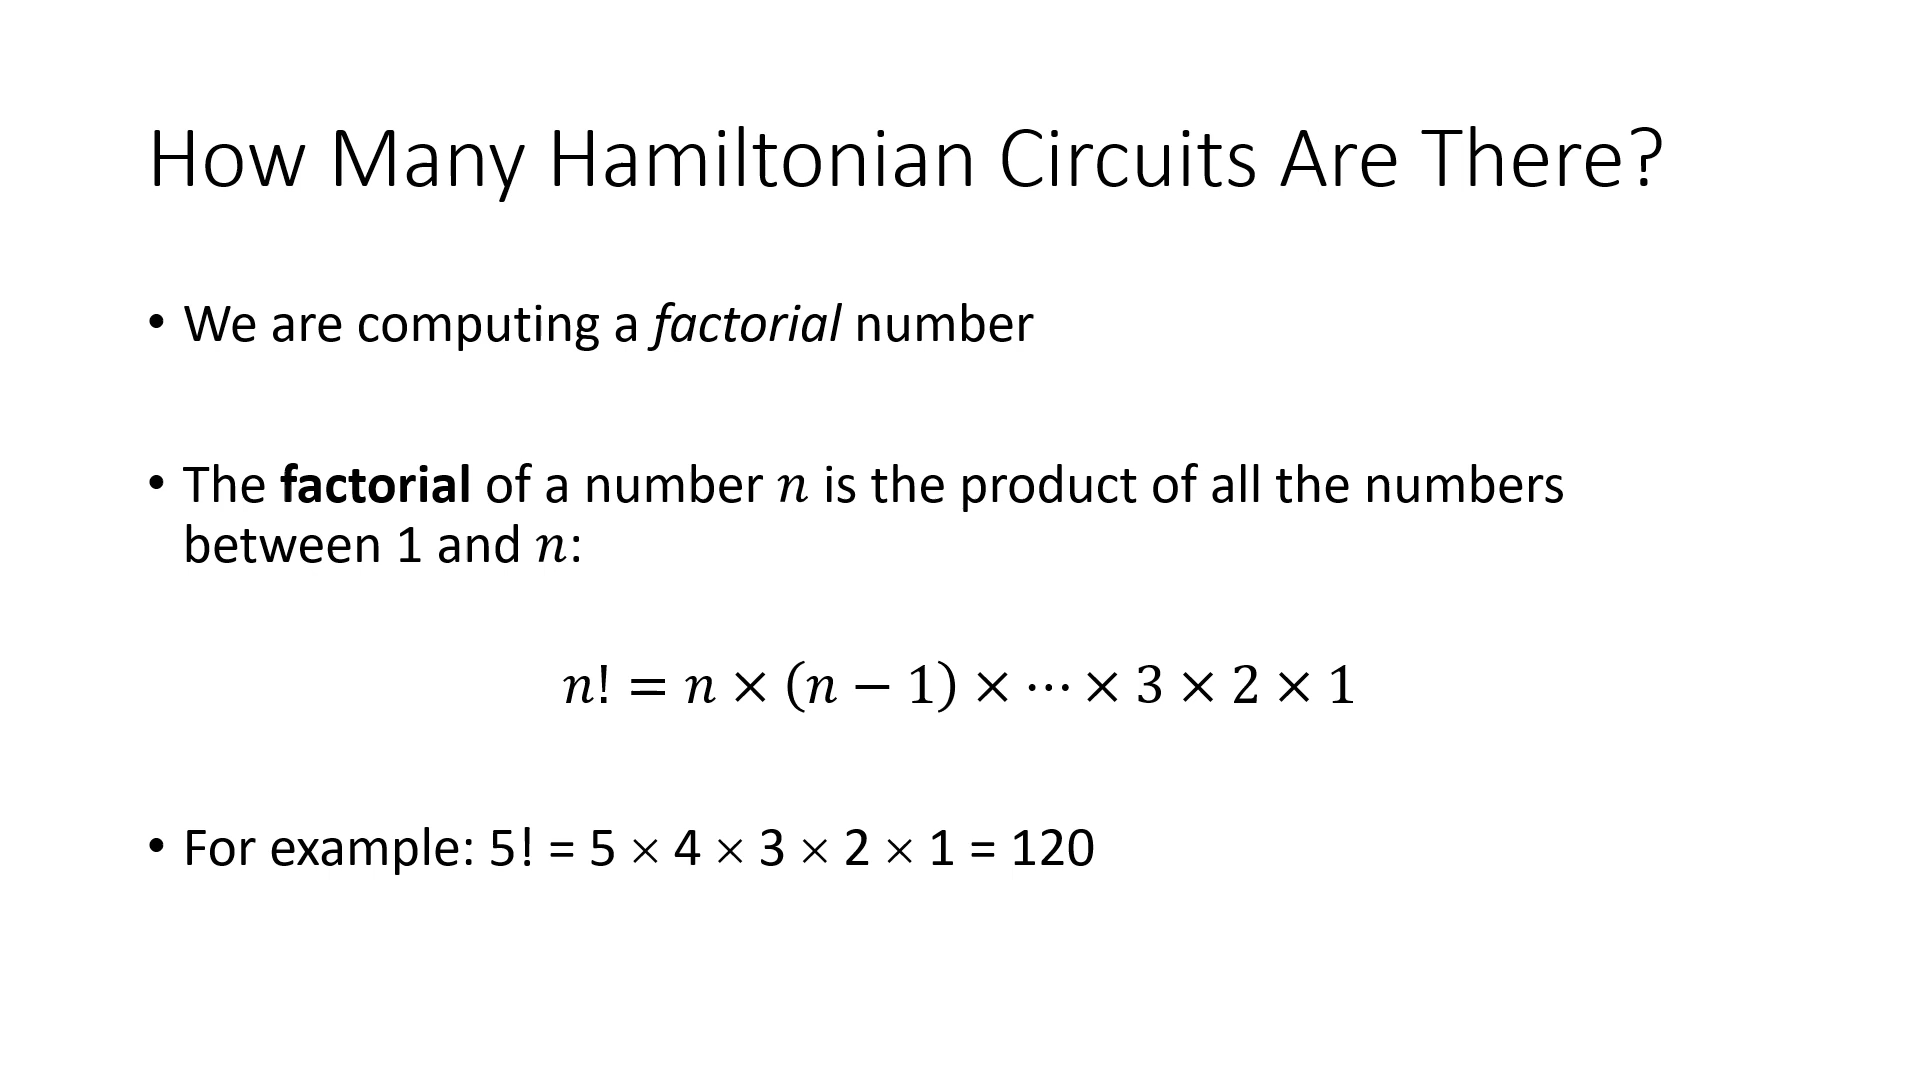 How Many Hamiltonian Circuits Are There?
• We are computing a factorial number
• The factorial of a number 𝑛 is the product of all the numbers
between 1 and 𝑛:
𝑛! = 𝑛 × (𝑛 − 1) × ⋯ × 3 × 2 × 1
• For example: 5! = 5 × 4 × 3 × 2 × 1 = 120